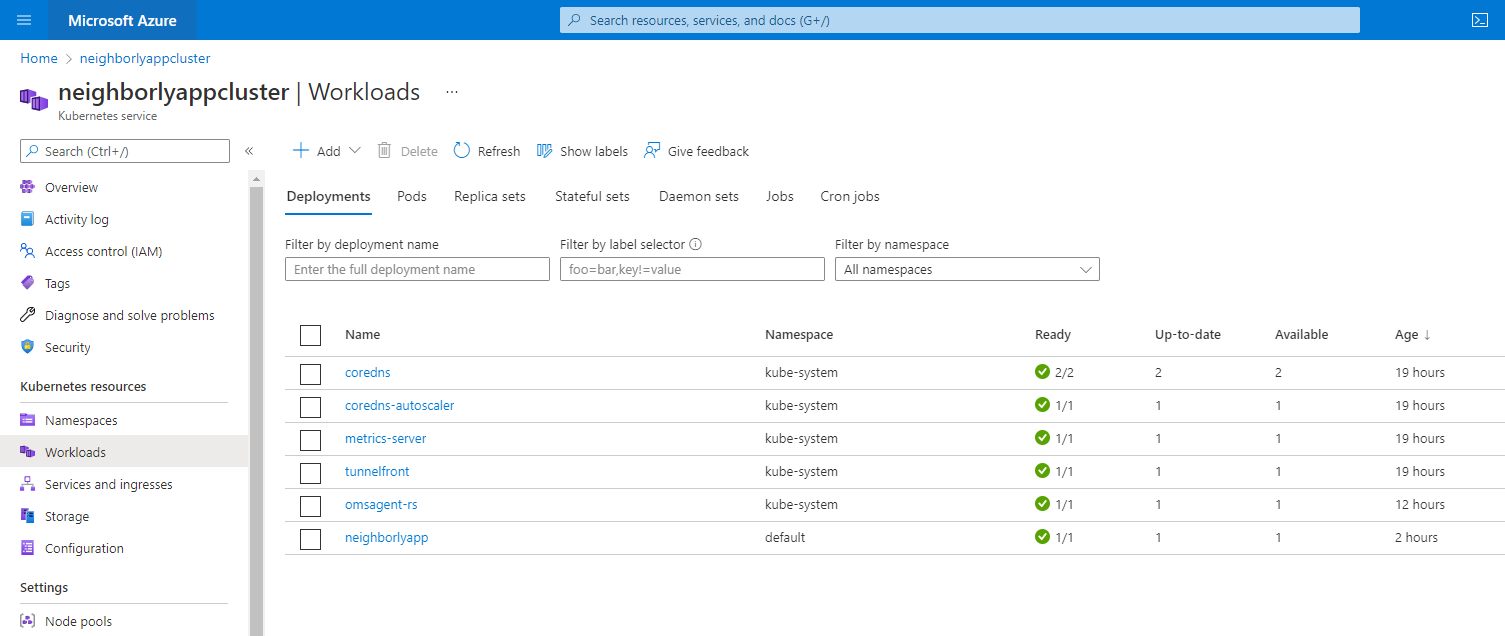 Microsoft Azure
Search resources, services, and docs (G+/)
Home > neighborlyappcluster
neighborlyappcluster | Workloads ...
Kubernetes service
Search (Ctrl+/) «
Add Delete Refresh Show labels Give feedback
Overview
Activity log
Access control (IAM)
Tags
Diagnose and solve problems
Security
Kubernetes resources
Namespaces
Workloads
Services and ingresses
Storage
Configuration
Settings
Node pools
Deployments Pods Replica sets Stateful sets Daemon sets Jobs Cron jobs
Filter by deployment name Filter by label selector Filter by namespace
Enter the full deployment name foo=bar,key!=value All namespaces
Name Namespace Ready Up-to-date Available Age ↓
coredns kube-system 2/2 2 2 19 hours
coredns-autoscaler kube-system 1/1 1 1 19 hours
metrics-server kube-system 1/1 1 1 19 hours
tunnelfront kube-system 1/1 1 1 19 hours
omsagent-rs kube-system 1/1 1 1 12 hours
neighborlyapp default 1/1 1 1 2 hours